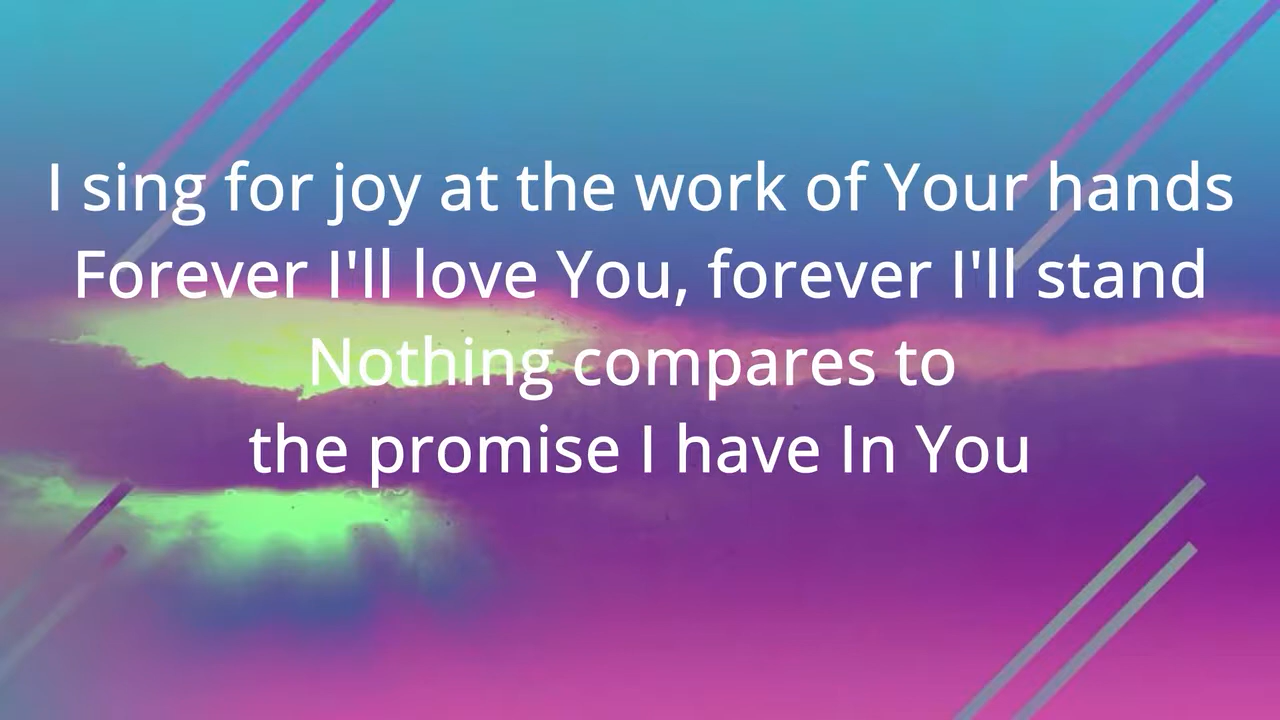 I sing for joy at the work of Your hands
Forever I'll love You, forever I'll stand
Nothing compares to
the promise I have In You